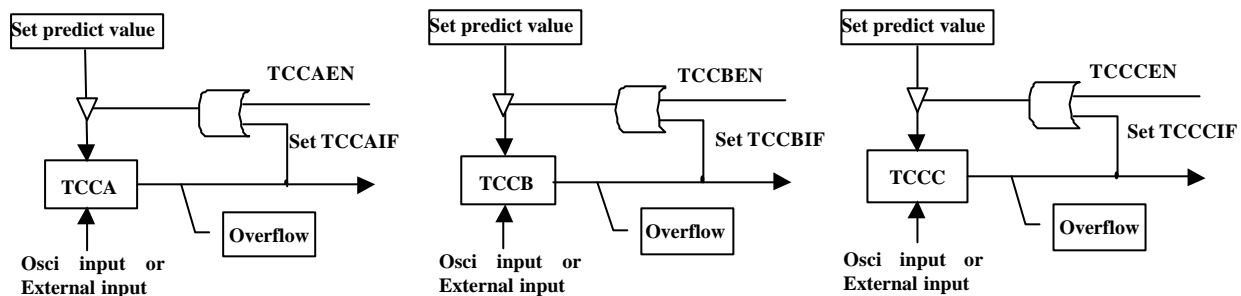 Set predict value
TCCAEN
Set TCCAIF
TCCA
Overflow
Osci input or
External input
Set predict value
TCCBEN
Set TCCBIF
TCCB
Overflow
Osci input or
External input
Set predict value
TCCCEN
Set TCCCIF
TCCC
Overflow
Osci input or
External input